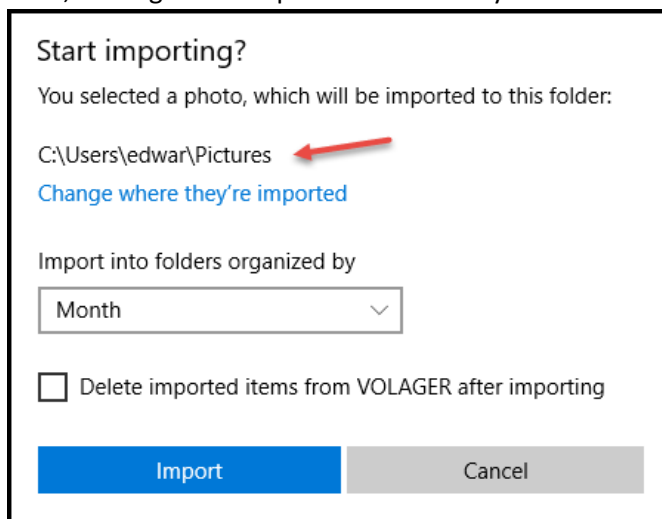 Start importing?
You selected a photo, which will be imported to this folder:
C:\Users\edwar\Pictures
Change where they're imported
Import into folders organized by
Month
Delete imported items from VOLAGER after importing
Import Cancel